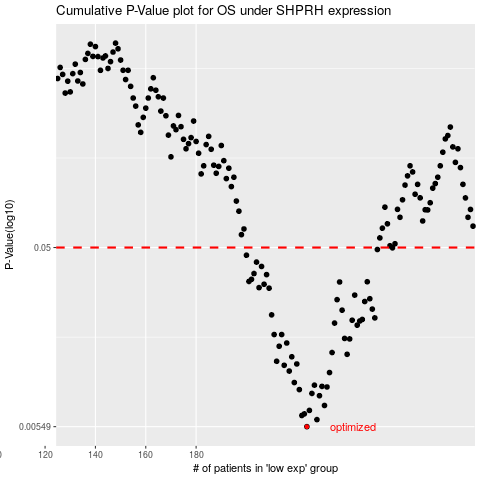 Cumulative P-Value plot for OS under SHPRH expression
P-Value(log10)
0.05
0.00549
optimized
0 120 140 160 180
# of patients in 'low exp' group